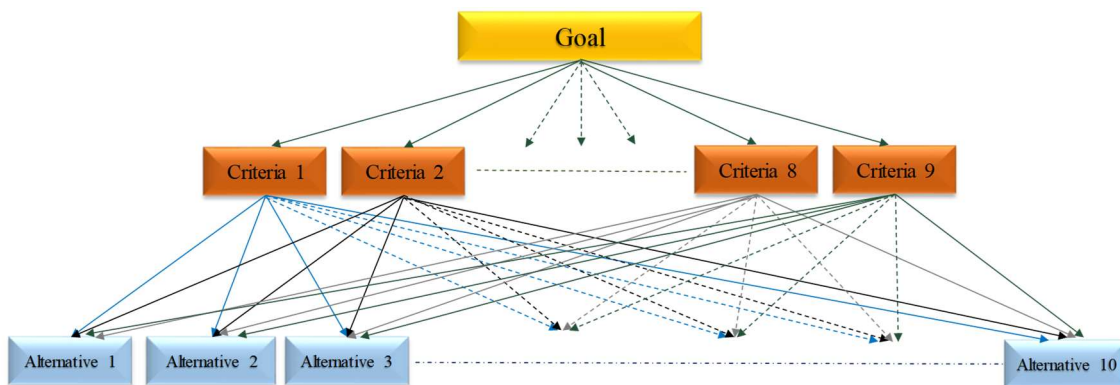 Goal
Criteria 1
Criteria 2
Criteria 8
Criteria 9
Alternative 1
Alternative 2
Alternative 3
Alternative 10